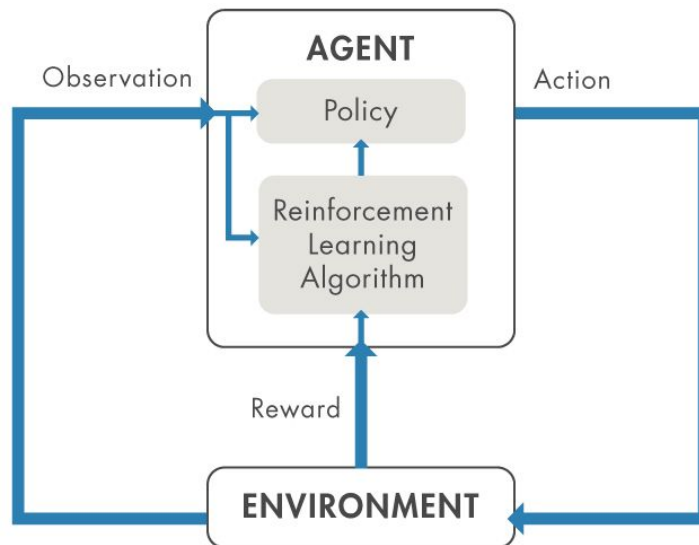 AGENT
Observation
Action
Policy
Reinforcement
Learning
Algorithm
Reward
ENVIRONMENT